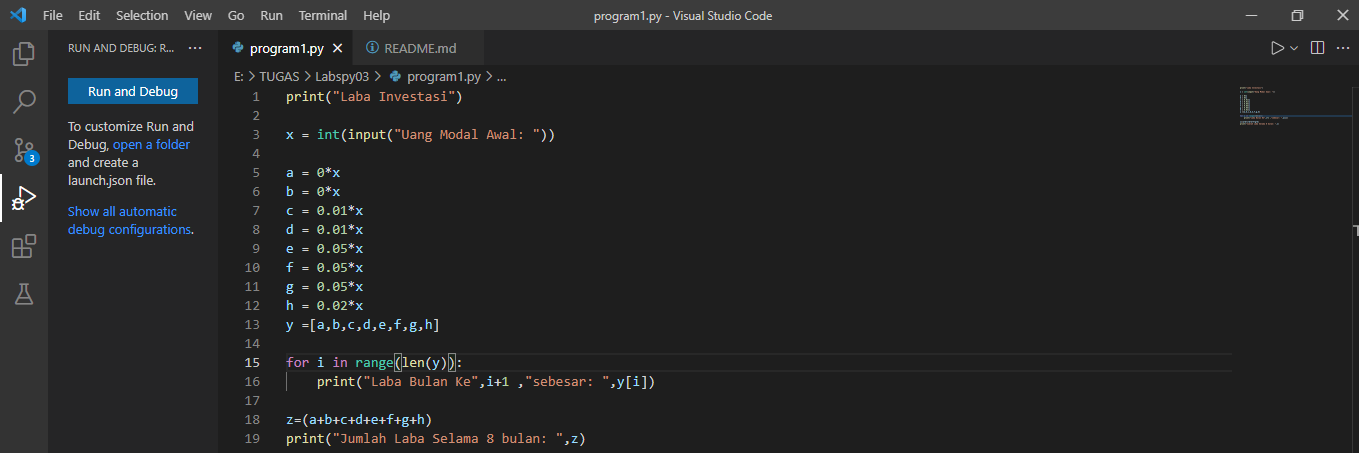 File Edit Selection View Go Run Terminal Help program1.py - Visual Studio Code
RUN AND DEBUG: R... ...
program1.py README.md
Run and Debug
To customize Run and
Debug, open a folder
and create a
launch.json file.
Show all automatic
debug configurations.
3
E: > TUGAS > Labspy03 > program1.py > ...
1 print("Laba Investasi")
2
3 x = int(input("Uang Modal Awal: "))
4
5 a = 0*x
6 b = 0*x
7 c = 0.01*x
8 d = 0.01*x
9 e = 0.05*x
10 f = 0.05*x
11 g = 0.05*x
12 h = 0.02*x
13 y =[a,b,c,d,e,f,g,h]
14
15 for i in range(len(y)):
16 print("Laba Bulan Ke",i+1 ,"sebesar: ",y[i])
17
18 z=(a+b+c+d+e+f+g+h)
19 print("Jumlah Laba Selama 8 bulan: ",z)